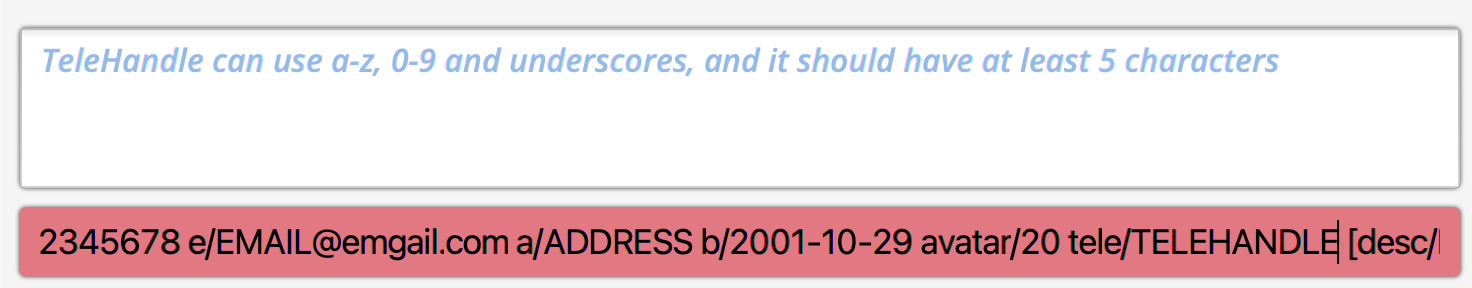 TeleHandle can use a-z, 0-9 and underscores, and it should have at least 5 characters
2345678 e/EMAIL@emgail.com a/ADDRESS b/2001-10-29 avatar/20 tele/TELEHANDLE [desc/